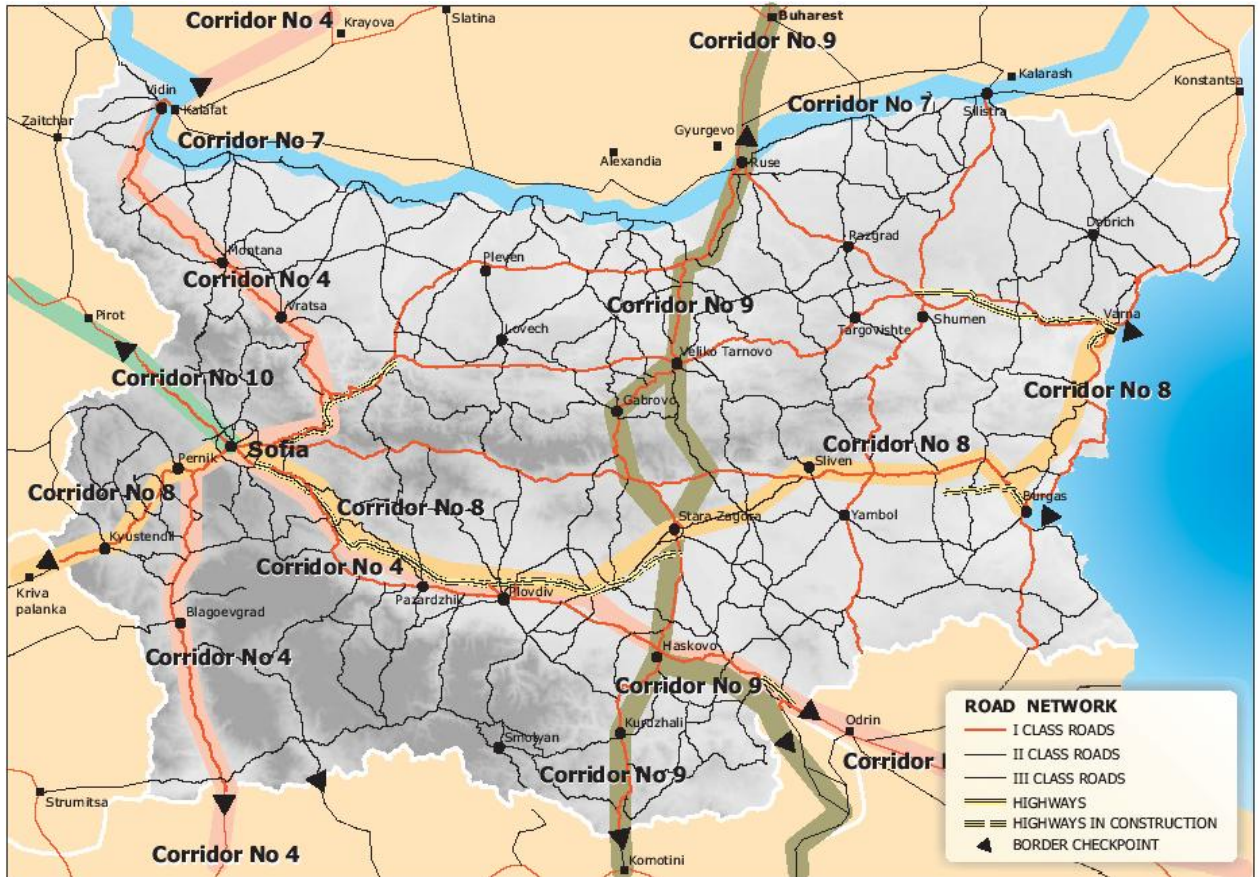 Corridor No 4
Krayova
Slatina
Buharest
Corridor No 9
Vidin
Kalafat
Zaitchar
Corridor No 7
Alexandia
Gyurgevo
Ruse
Corridor No 7
Kalarash
Silistra
Konstantsa
Montana
Corridor No 4
Vratsa
Pleven
Lovech
Corridor No 9
Razgrad
Dobrich
Pirot
Corridor No 10
Veliko Tarnovo
Targovishte
Shumen
Varna
Corridor No 8
Gabrovo
Sofia
Pernik
Corridor No 8
Kyustendil
Kriva
palanka
Corridor No 8
Corridor No 8
Sliven
Stara Zagora
Yambol
Burgas
Corridor No 4
Pazardzhik
Plovdiv
Blagoevgrad
Corridor No 4
Haskovo
Corridor No 9
Kurdzhali
Smolyan
Corridor No 9
Odrin
Corridor
Strumitsa
Corridor No 4
Komotini
ROAD NETWORK
I CLASS ROADS
II CLASS ROADS
III CLASS ROADS
HIGHWAYS
HIGHWAYS IN CONSTRUCTION
BORDER CHECKPOINT